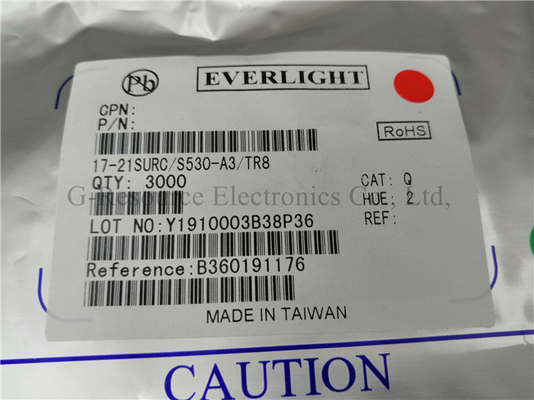 Pb
EVERLIGHT
CPN:
P/N:
RoHS
17-21SURC/S530-A3/TR8
QTY: 3000
CAT: Q
G-Resource Electronics Co., Ltd,
HUE: 2
LOT NO:Y1910003B38P36
REF:
Reference:B360191176
MADE IN TAIWAN
CAUTION